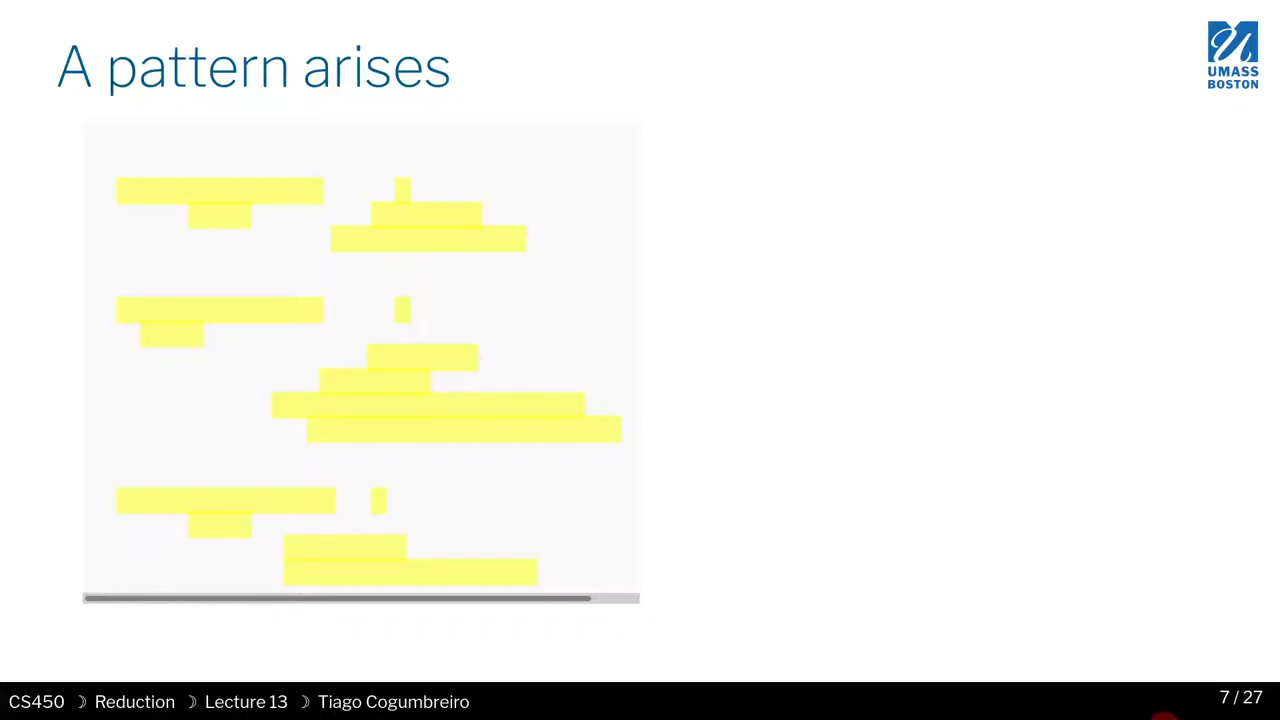 A pattern arises
UMASS
BOSTON
CS450 ☽ Reduction ☽ Lecture 13 ☽ Tiago Cogumbreiro
7 / 27